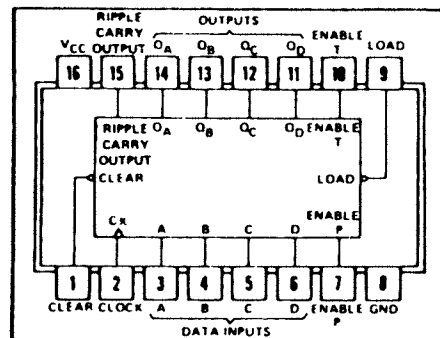 OUTPUTS
RIPPLE CARRY OUTPUT
VCC QA QB QC QD ENABLE T LOAD
16 15 14 13 12 11 10 9
RIPPLE CARRY OUTPUT QA QB QC QD ENABLE T
CLEAR LOAD
CK A B C D ENABLE P
1 2 3 4 5 6 7 8
CLEAR CLOCK A B C D ENABLE P GND
DATA INPUTS